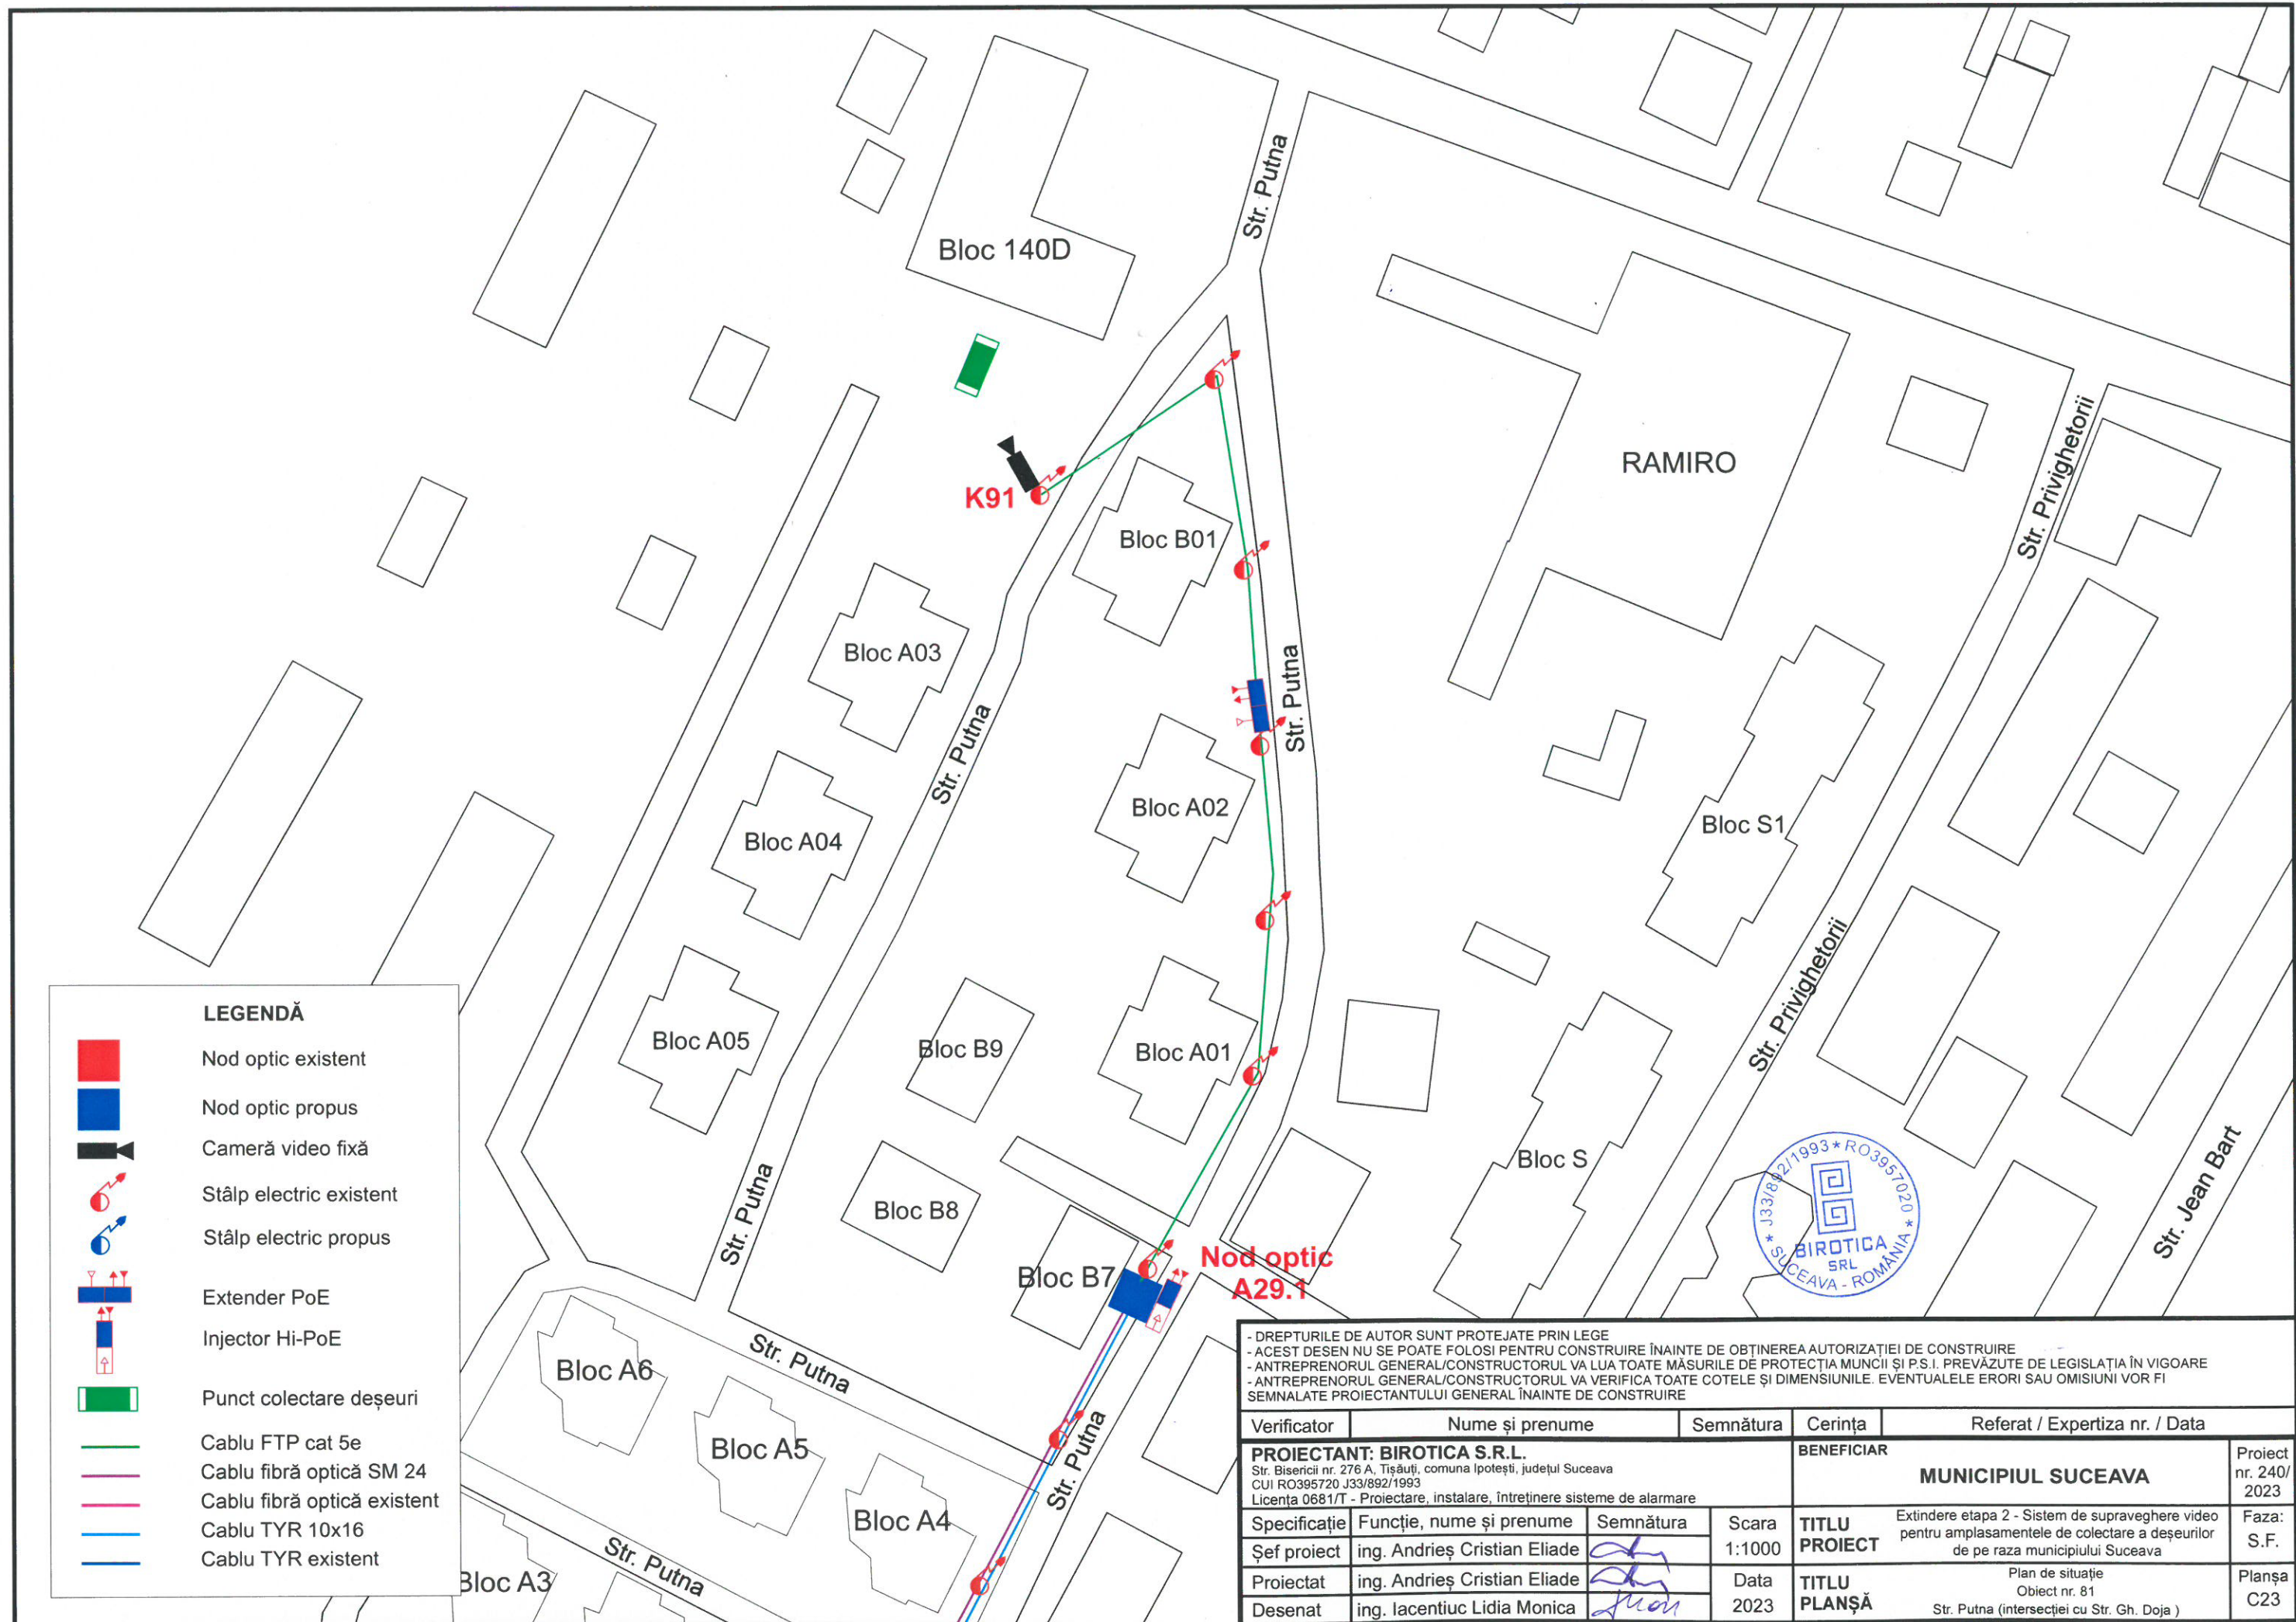 Str. Putna
Bloc 140D
RAMIRO
Str. Privighetorii
K91
Bloc B01
Bloc A03
Str. Putna
Str. Putna
Bloc A02
Bloc S1
Bloc A04
Str. Privighetorii
Bloc A05
Bloc B9
Bloc A01
Bloc S
Str. Jean Bart
Str. Putna
Bloc B8
Nod optic
A29.1
Bloc B7
Bloc A6
Str. Putna
Bloc A5
Str. Putna
Bloc A4
Str. Putna
Bloc A3
LEGENDĂ
Nod optic existent
Nod optic propus
Cameră video fixă
Stâlp electric existent
Stâlp electric propus
Extender PoE
Injector Hi-PoE
Punct colectare deșeuri
Cablu FTP cat 5e
Cablu fibră optică SM 24
Cablu fibră optică existent
Cablu TYR 10x16
Cablu TYR existent
* J33/892/1993 * RO3957020 *
BIROTICA
SRL
SUCEAVA - ROMÂNIA
- DREPTURILE DE AUTOR SUNT PROTEJATE PRIN LEGE
- ACEST DESEN NU SE POATE FOLOSI PENTRU CONSTRUIRE ÎNAINTE DE OBȚINEREA AUTORIZAȚIEI DE CONSTRUIRE
- ANTREPRENORUL GENERAL/CONSTRUCTORUL VA LUA TOATE MĂSURILE DE PROTECȚIA MUNCII ȘI P.S.I. PREVĂZUTE DE LEGISLAȚIA ÎN VIGOARE
- ANTREPRENORUL GENERAL/CONSTRUCTORUL VA VERIFICA TOATE COTELE ȘI DIMENSIUNILE. EVENTUALELE ERORI SAU OMISIUNI VOR FI
SEMNALATE PROIECTANTULUI GENERAL ÎNAINTE DE CONSTRUIRE
Verificator Nume și prenume Semnătura Cerința Referat / Expertiza nr. / Data
PROIECTANT: BIROTICA S.R.L.
Str. Bisericii nr. 276 A, Tișăuți, comuna Ipotești, județul Suceava
CUI RO395720 J33/892/1993
Licența 0681/T - Proiectare, instalare, întreținere sisteme de alarmare
BENEFICIAR
MUNICIPIUL SUCEAVA
Proiect
nr. 240/
2023
Specificație Funcție, nume și prenume Semnătura Scara
1:1000
Șef proiect ing. Andrieș Cristian Eliade
TITLU
PROIECT
Extindere etapa 2 - Sistem de supraveghere video
pentru amplasamentele de colectare a deșeurilor
de pe raza municipiului Suceava
Faza:
S.F.
Proiectat ing. Andrieș Cristian Eliade
Data
2023
Desenat ing. Iacentiuc Lidia Monica
TITLU
PLANȘĂ
Plan de situație
Obiect nr. 81
Str. Putna (intersecției cu Str. Gh. Doja )
Planșa
C23